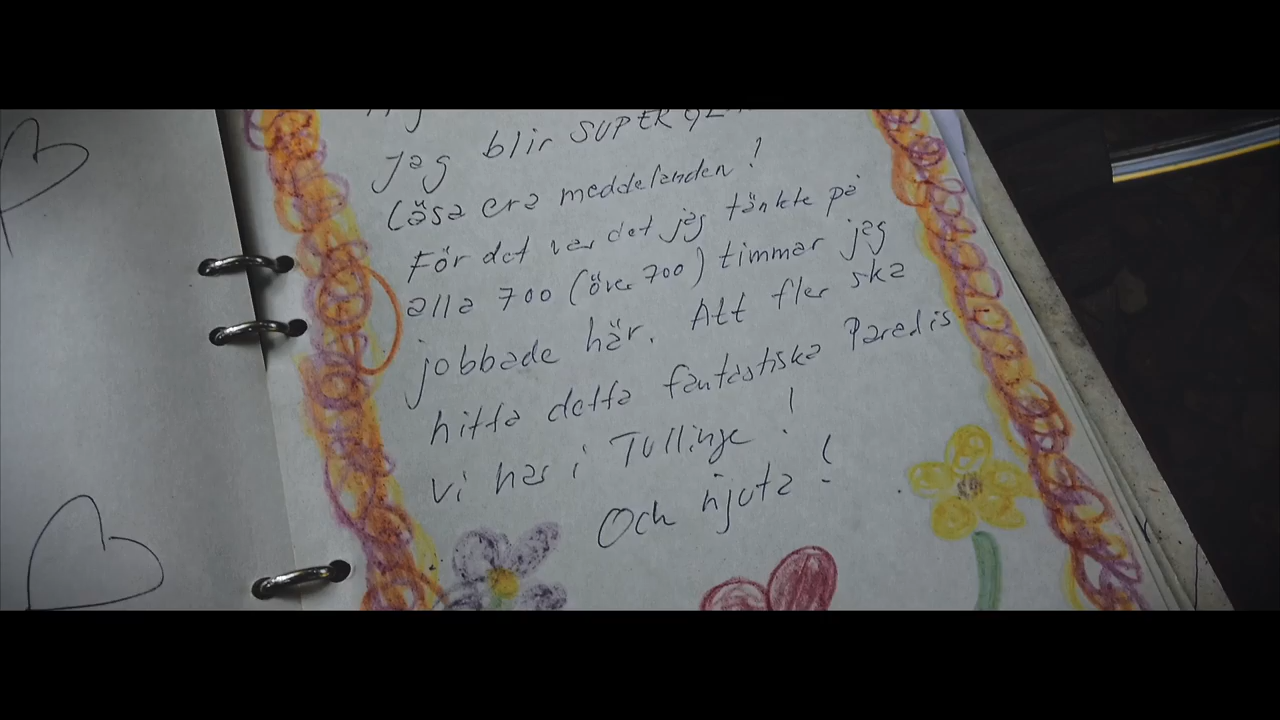 Jag blir SUPER
läsa era meddelanden!
För det var det jag tänkte på
alla 700 (över 700) timmar jag
jobbade här. Att fler ska
hitta detta fantastiska Paradis
vi har i Tullinge!
Och njuta!